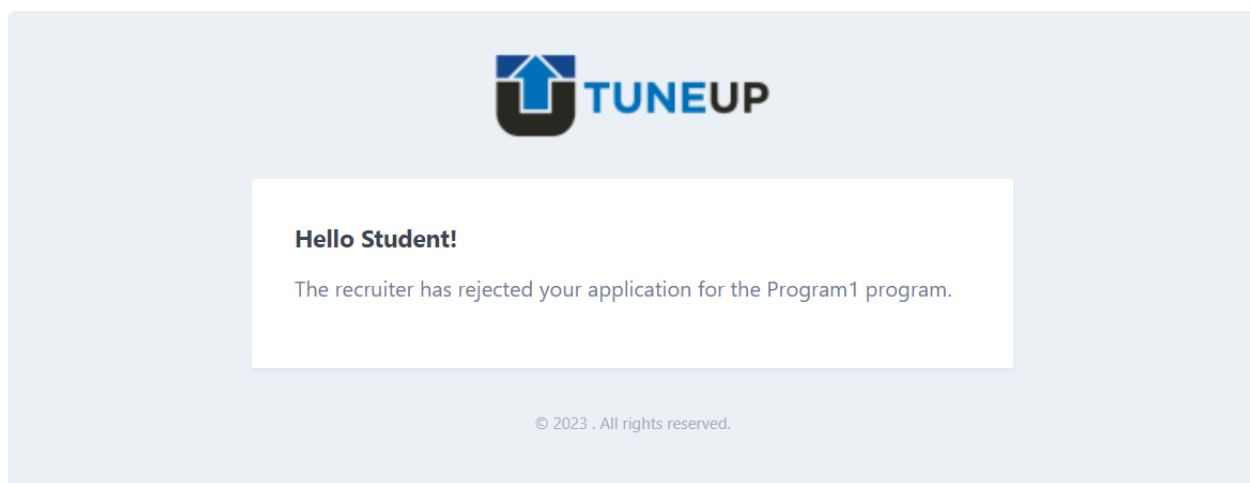 TUNEUP
Hello Student!
The recruiter has rejected your application for the Program1 program.
© 2023 . All rights reserved.